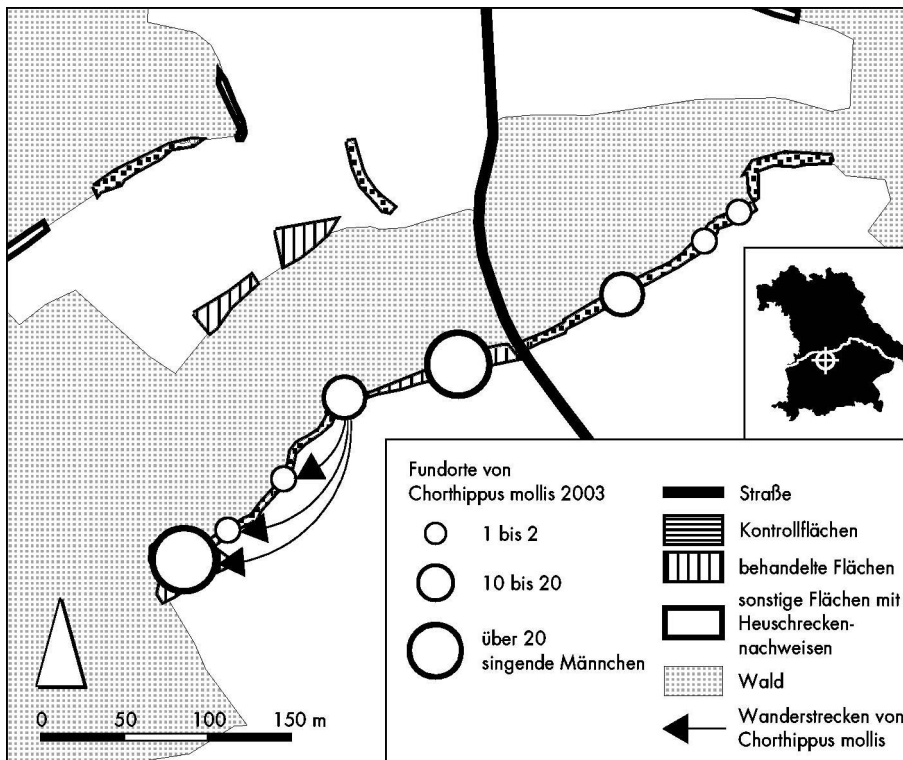 Fundorte von
Chorthippus mollis 2003
1 bis 2
10 bis 20
über 20
singende Männchen
Straße
Kontrollflächen
behandelte Flächen
sonstige Flächen mit
Heuschrecken-
nachweisen
Wald
Wanderstrecken von
Chorthippus mollis
0 50 100 150 m